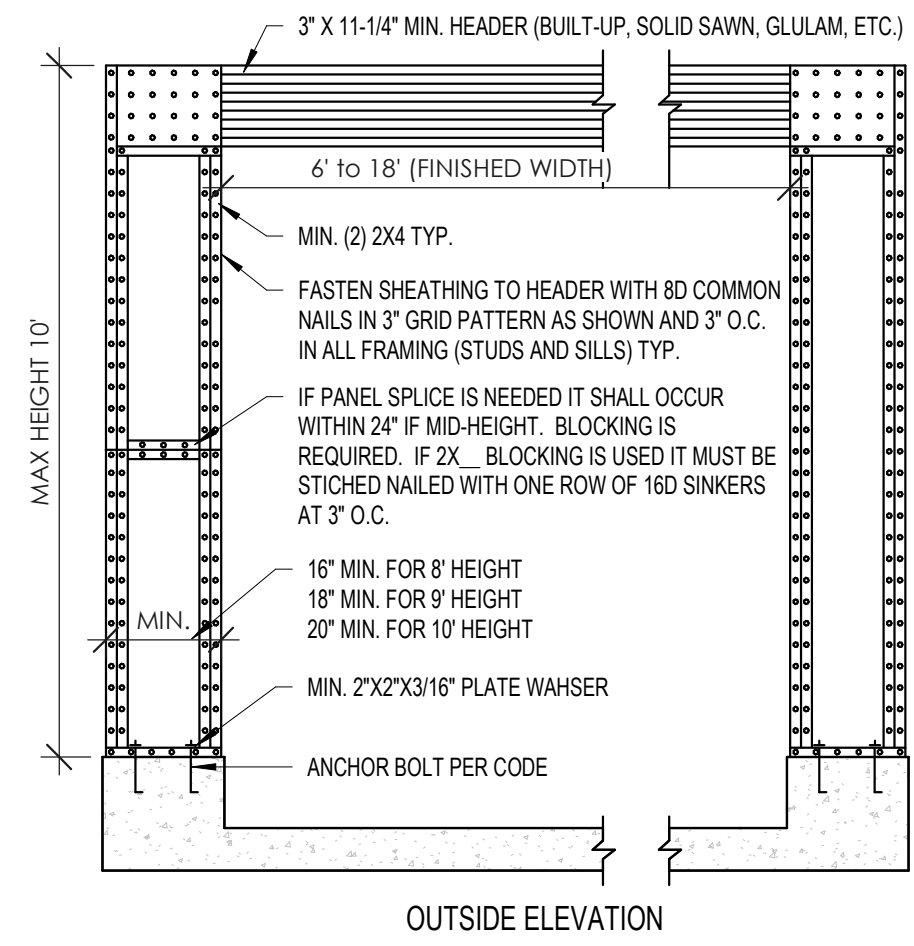 3" X 11-1/4" MIN. HEADER (BUILT-UP, SOLID SAWN, GLULAM, ETC.)
6' to 18' (FINISHED WIDTH)
MIN. (2) 2X4 TYP.
FASTEN SHEATHING TO HEADER WITH 8D COMMON
NAILS IN 3" GRID PATTERN AS SHOWN AND 3" O.C.
IN ALL FRAMING (STUDS AND SILLS) TYP.
MAX HEIGHT 10'
IF PANEL SPLICE IS NEEDED IT SHALL OCCUR
WITHIN 24" IF MID-HEIGHT. BLOCKING IS
REQUIRED. IF 2X__ BLOCKING IS USED IT MUST BE
STICHED NAILED WITH ONE ROW OF 16D SINKERS
AT 3" O.C.
16" MIN. FOR 8' HEIGHT
18" MIN. FOR 9' HEIGHT
20" MIN. FOR 10' HEIGHT
MIN.
MIN. 2"X2"X3/16" PLATE WAHSER
ANCHOR BOLT PER CODE
OUTSIDE ELEVATION